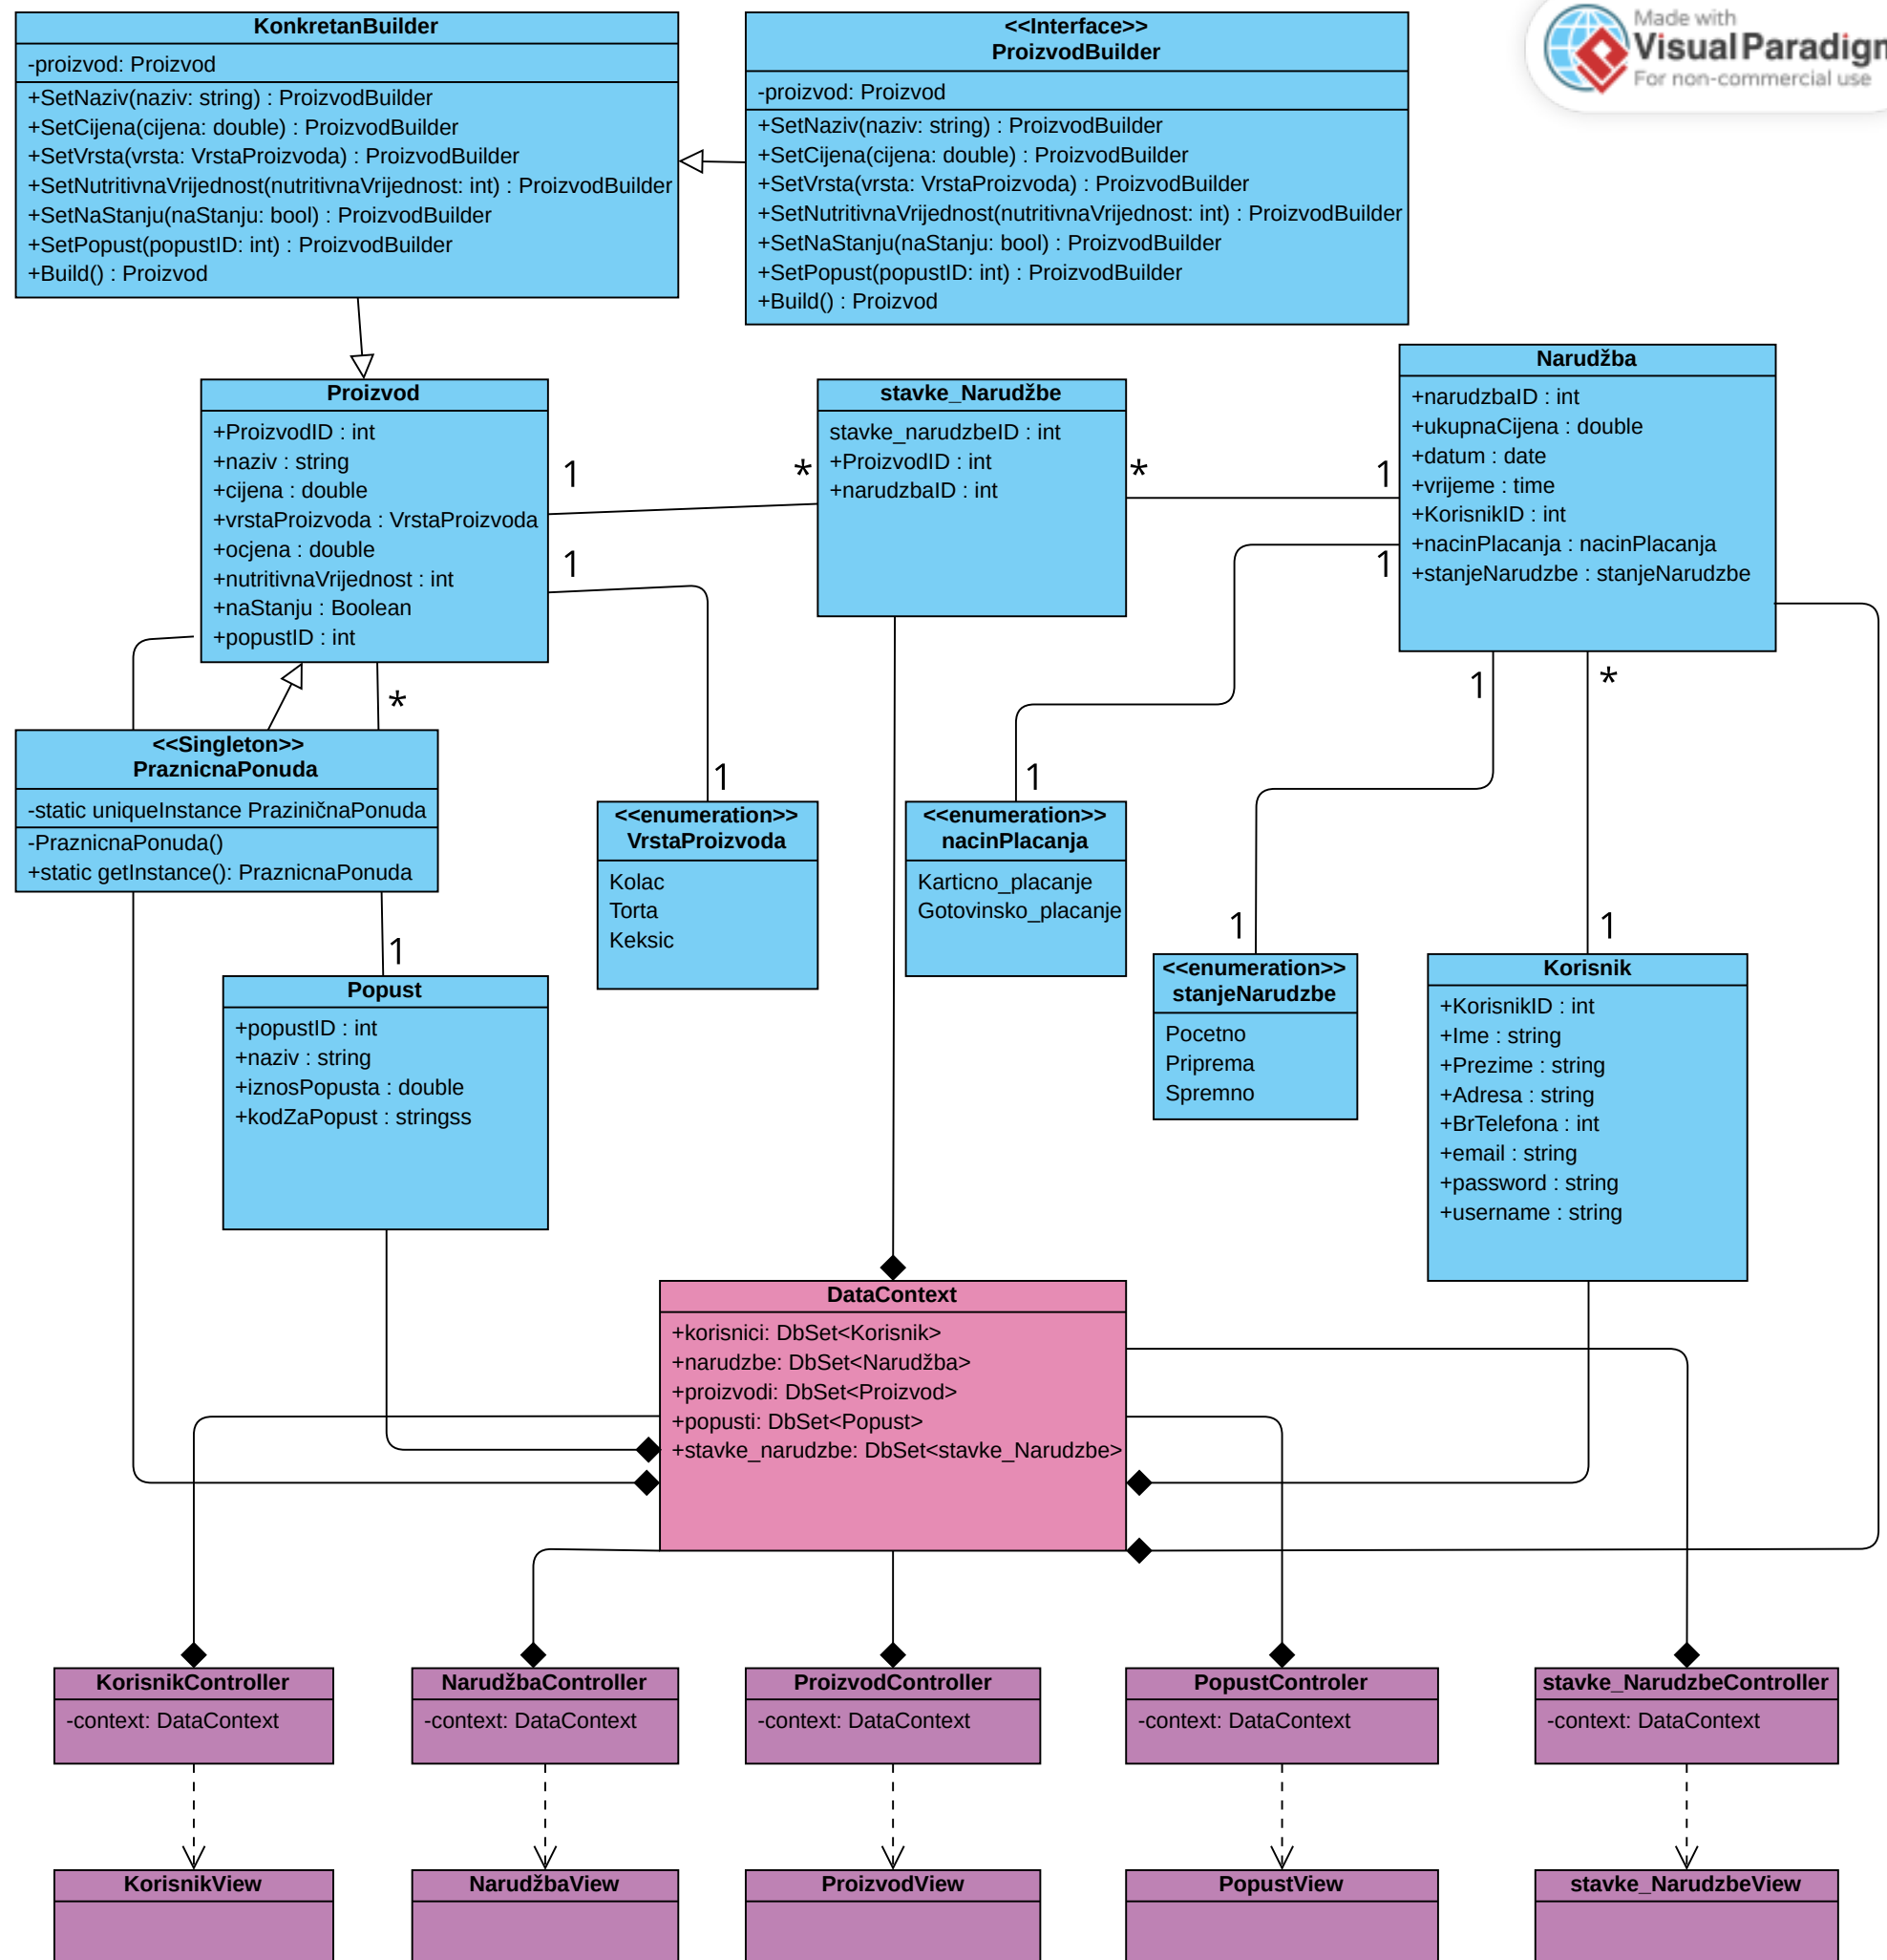 KonkretanBuilder
-proizvod: Proizvod
+SetNaziv(naziv: string) : ProizvodBuilder
+SetCijena(cijena: double) : ProizvodBuilder
+SetVrsta(vrsta: VrstaProizvoda) : ProizvodBuilder
+SetNutritivnaVrijednost(nutritivnaVrijednost: int) : ProizvodBuilder
+SetNaStanju(naStanju: bool) : ProizvodBuilder
+SetPopust(popustID: int) : ProizvodBuilder
+Build() : Proizvod
<<Interface>>
ProizvodBuilder
-proizvod: Proizvod
+SetNaziv(naziv: string) : ProizvodBuilder
+SetCijena(cijena: double) : ProizvodBuilder
+SetVrsta(vrsta: VrstaProizvoda) : ProizvodBuilder
+SetNutritivnaVrijednost(nutritivnaVrijednost: int) : ProizvodBuilder
+SetNaStanju(naStanju: bool) : ProizvodBuilder
+SetPopust(popustID: int) : ProizvodBuilder
+Build() : Proizvod
Made with
Visual Paradigm
For non-commercial use
Proizvod
+ProizvodID : int
+naziv : string
+cijena : double
+vrstaProizvoda : VrstaProizvoda
+ocjena : double
+nutritivnaVrijednost : int
+naStanju : Boolean
+popustID : int
1
*
1
*
stavke_Narudžbe
stavke_narudzbeID : int
+ProizvodID : int
+narudzbaID : int
*
1
1
Narudžba
+narudzbaID : int
+ukupnaCijena : double
+datum : date
+vrijeme : time
+KorisnikID : int
+nacinPlacanja : nacinPlacanja
+stanjeNarudzbe : stanjeNarudzbe
1
*
<<Singleton>>
PraznicnaPonuda
-static uniqueInstance PraziničnaPonuda
-PraznicnaPonuda()
+static getInstance(): PraznicnaPonuda
1
1
<<enumeration>>
VrstaProizvoda
Kolac
Torta
Keksic
1
<<enumeration>>
nacinPlacanja
Karticno_placanje
Gotovinsko_placanje
1
<<enumeration>>
stanjeNarudzbe
Pocetno
Priprema
Spremno
1
Korisnik
+KorisnikID : int
+Ime : string
+Prezime : string
+Adresa : string
+BrTelefona : int
+email : string
+password : string
+username : string
Popust
+popustID : int
+naziv : string
+iznosPopusta : double
+kodZaPopust : stringss
DataContext
+korisnici: DbSet<Korisnik>
+narudzbe: DbSet<Narudžba>
+proizvodi: DbSet<Proizvod>
+popusti: DbSet<Popust>
+stavke_narudzbe: DbSet<stavke_Narudzbe>
KorisnikController
-context: DataContext
NarudžbaController
-context: DataContext
ProizvodController
-context: DataContext
PopustControler
-context: DataContext
stavke_NarudzbeController
-context: DataContext
KorisnikView
NarudžbaView
ProizvodView
PopustView
stavke_NarudzbeView